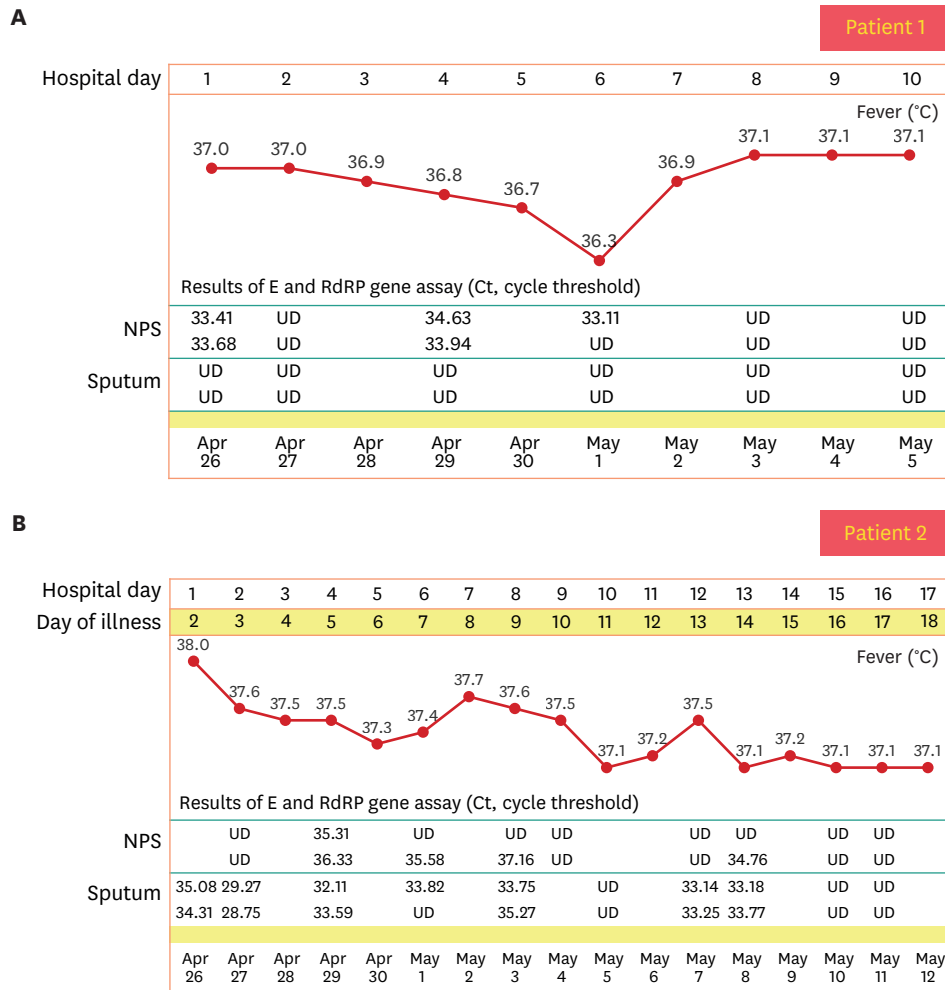 A
Patient 1
Hospital day 1 2 3 4 5 6 7 8 9 10
Fever (°C)
37.0 37.0 36.9 36.8 36.7 36.3 36.9 37.1 37.1 37.1
Results of E and RdRP gene assay (Ct, cycle threshold)
NPS
33.41 UD 34.63 33.11 UD UD
33.68 UD 33.94 UD UD UD
Sputum
UD UD UD UD UD UD
UD UD UD UD UD UD
Apr Apr Apr Apr Apr May May May May May
26 27 28 29 30 1 2 3 4 5
B
Patient 2
Hospital day 1 2 3 4 5 6 7 8 9 10 11 12 13 14 15 16 17
Day of illness 2 3 4 5 6 7 8 9 10 11 12 13 14 15 16 17 18
Fever (°C)
38.0 37.6 37.5 37.5 37.3 37.4 37.7 37.6 37.5 37.1 37.2 37.5 37.1 37.2 37.1 37.1 37.1
Results of E and RdRP gene assay (Ct, cycle threshold)
NPS
UD 35.31 UD UD UD UD UD UD UD
UD 36.33 35.58 37.16 UD UD 34.76 UD UD
Sputum
35.08 29.27 32.11 33.82 33.75 UD 33.14 33.18 UD UD
34.31 28.75 33.59 UD 35.27 UD 33.25 33.77 UD UD
Apr Apr Apr Apr Apr May May May May May May May May May May May May
26 27 28 29 30 1 2 3 4 5 6 7 8 9 10 11 12